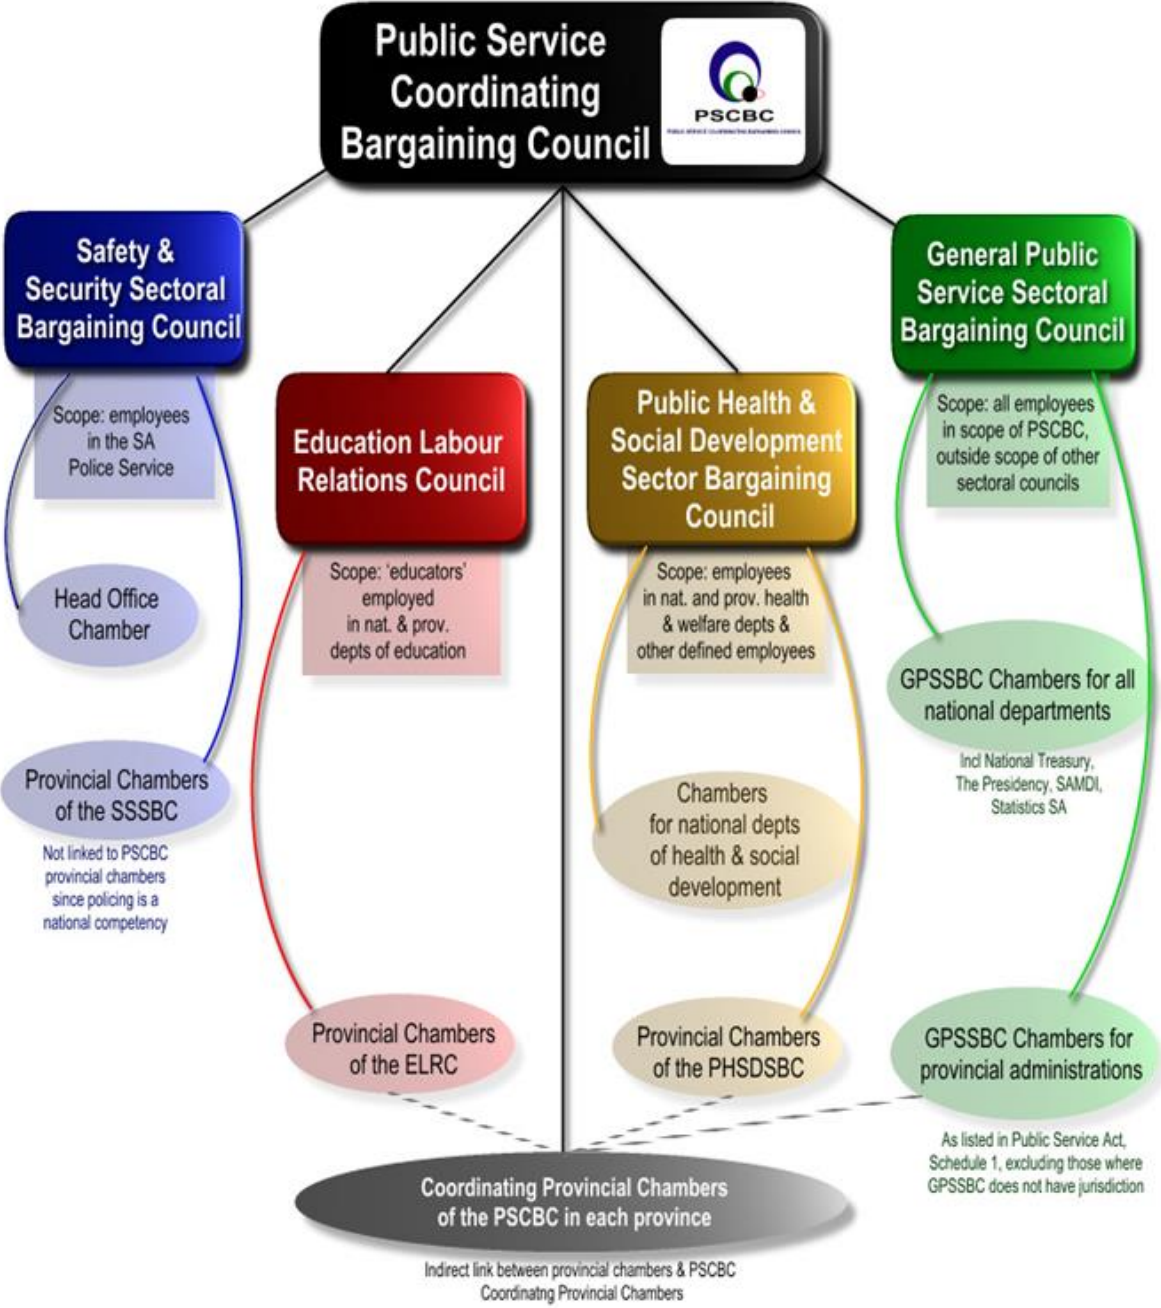 Public Service
Coordinating
Bargaining Council
PSCBC
PUBLIC SERVICE CO-ORDINATING BARGAINING COUNCIL
Safety &
Security Sectoral
Bargaining Council
Scope: employees
in the SA
Police Service
Head Office
Chamber
Provincial Chambers
of the SSSBC
Not linked to PSCBC
provincial chambers
since policing is a
national competency
Education Labour
Relations Council
Scope: ‘educators’
employed
in nat. & prov.
depts of education
Provincial Chambers
of the ELRC
Public Health &
Social Development
Sector Bargaining
Council
Scope: employees
in nat. and prov. health
& welfare depts &
other defined employees
Chambers
for national depts
of health & social
development
Provincial Chambers
of the PHSDSBC
General Public
Service Sectoral
Bargaining Council
Scope: all employees
in scope of PSCBC,
outside scope of other
sectoral councils
GPSSBC Chambers for all
national departments
Incl National Treasury,
The Presidency, SAMDI,
Statistics SA
GPSSBC Chambers for
provincial administrations
As listed in Public Service Act,
Schedule 1, excluding those where
GPSSBC does not have jurisdiction
Coordinating Provincial Chambers
of the PSCBC in each province
Indirect link between provincial chambers & PSCBC
Coordinatng Provincial Chambers